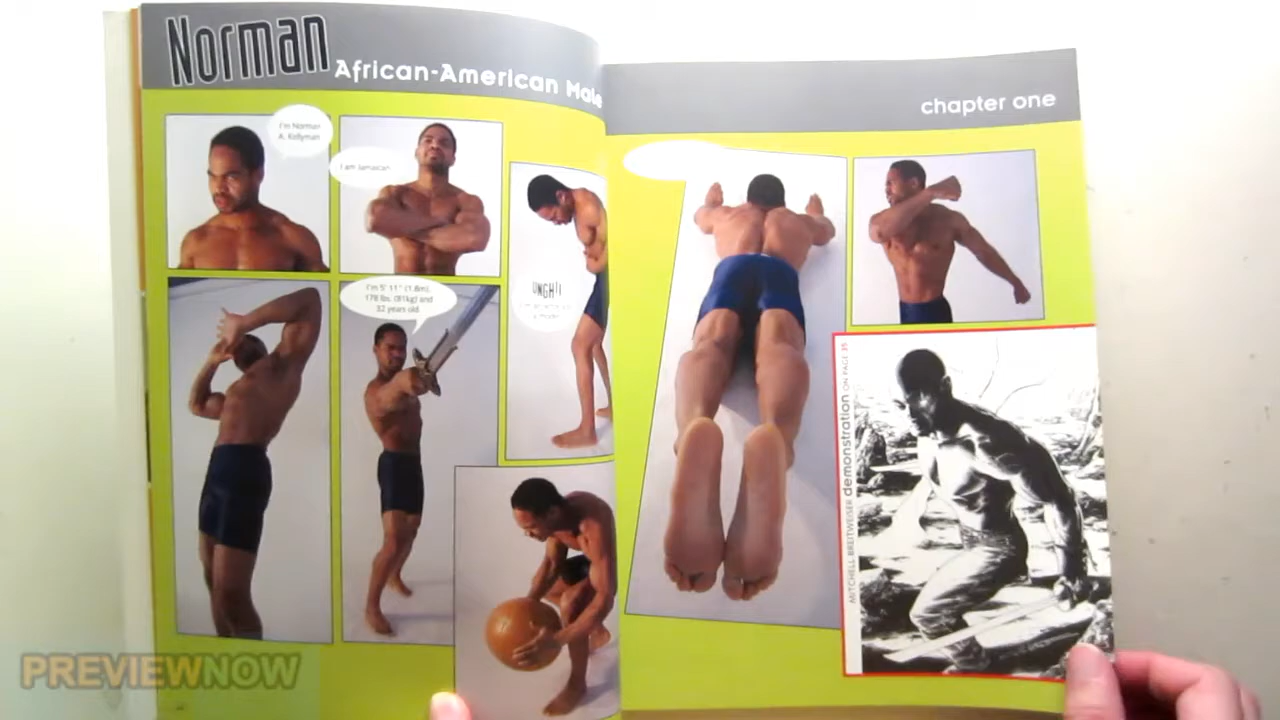 Norman
African-American Male
chapter one
I'm Norman
A. Kellyman
I am Jamaican.
I'm 5' 11" (1.8m),
178 lbs. (81kg) and
32 years old.
UNGH!!
a model
MITCHELL BREITWEISER demonstration ON PAGE 35
PREVIEWNOW